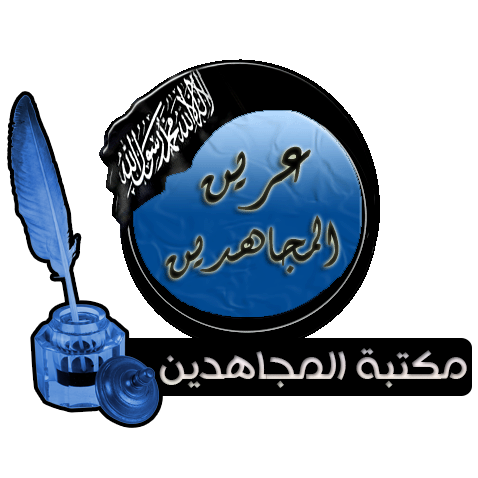 لا إله إلا الله محمد رسول الله
عرين
المجاهدين
مكتبة المجاهدين